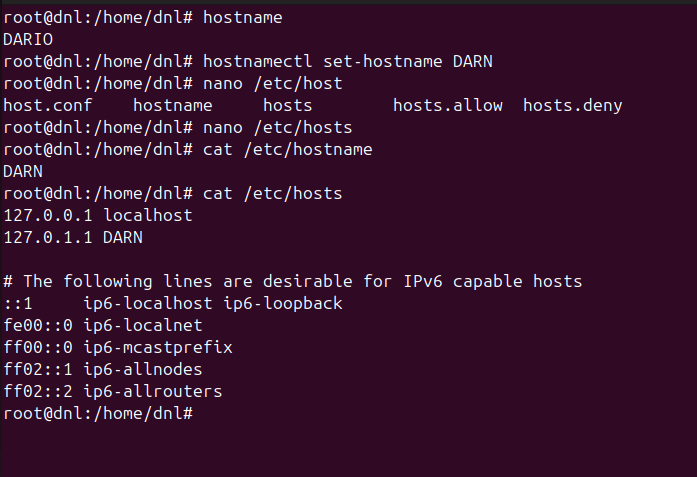 root@dnl:/home/dnl# hostname
DARIO
root@dnl:/home/dnl# hostnamectl set-hostname DARN
root@dnl:/home/dnl# nano /etc/host
host.conf    hostname     hosts        hosts.allow  hosts.deny
root@dnl:/home/dnl# nano /etc/hosts
root@dnl:/home/dnl# cat /etc/hostname
DARN
root@dnl:/home/dnl# cat /etc/hosts
127.0.0.1 localhost
127.0.1.1 DARN

# The following lines are desirable for IPv6 capable hosts
::1     ip6-localhost ip6-loopback
fe00::0 ip6-localnet
ff00::0 ip6-mcastprefix
ff02::1 ip6-allnodes
ff02::2 ip6-allrouters
root@dnl:/home/dnl#